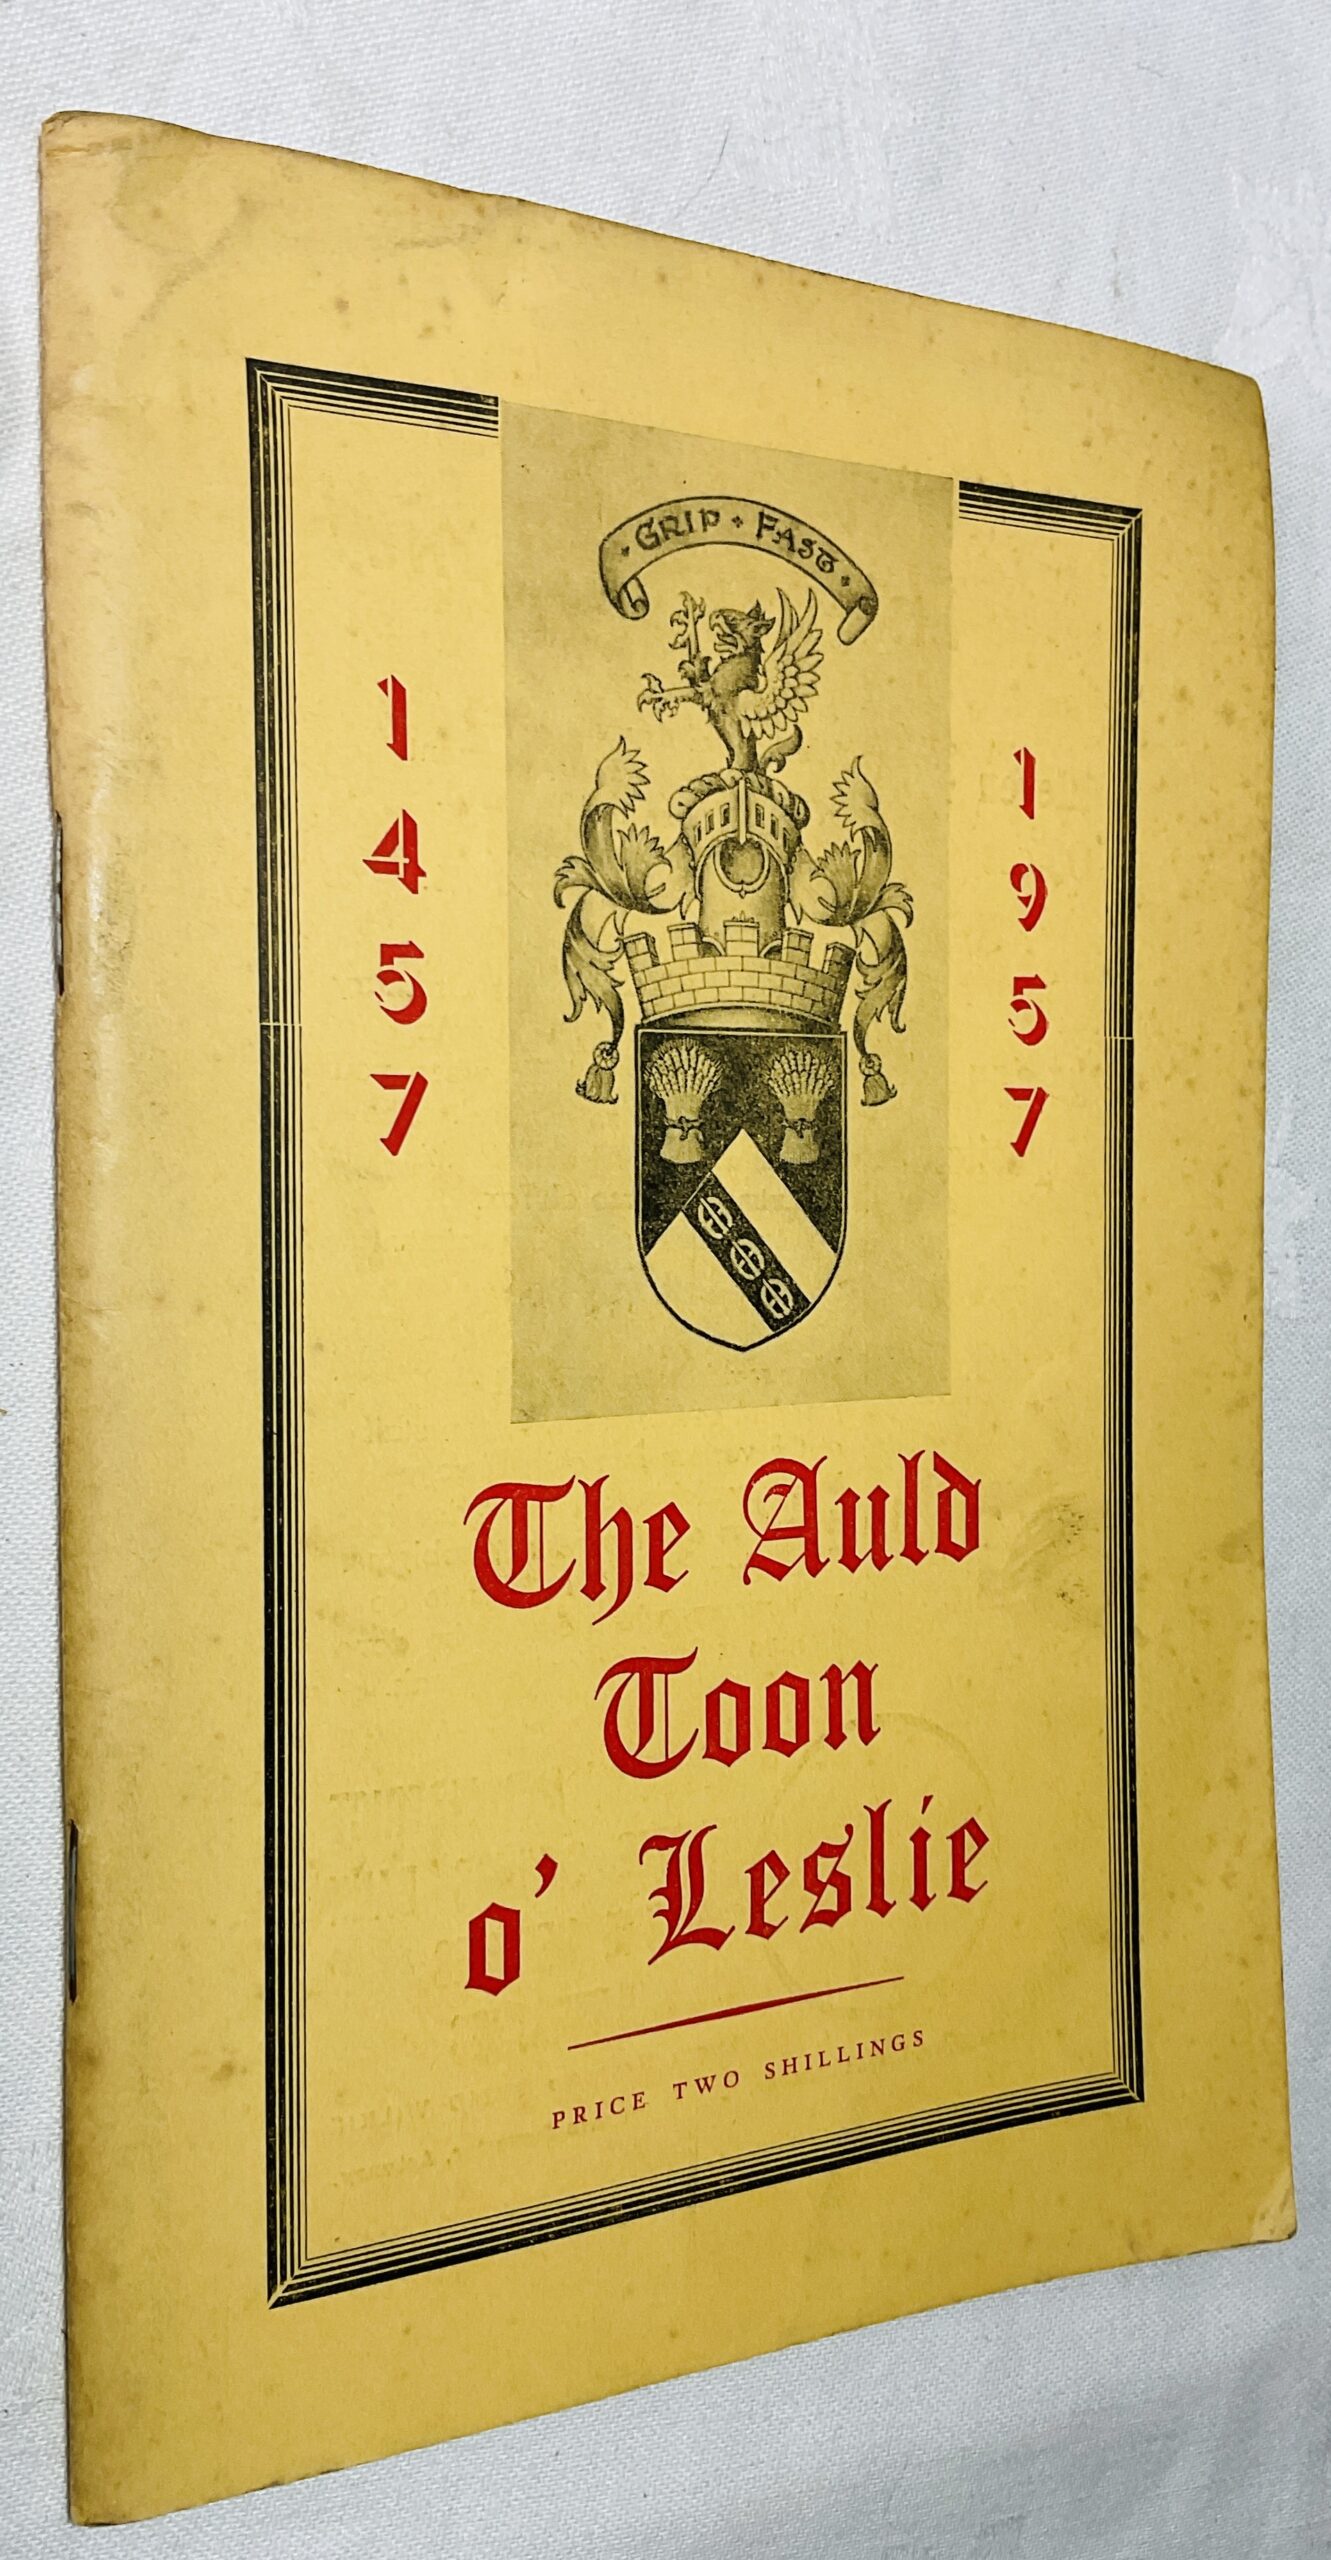 GRIP FAST
1457
1957
The Auld
Toon
o' Leslie
PRICE TWO SHILLINGS